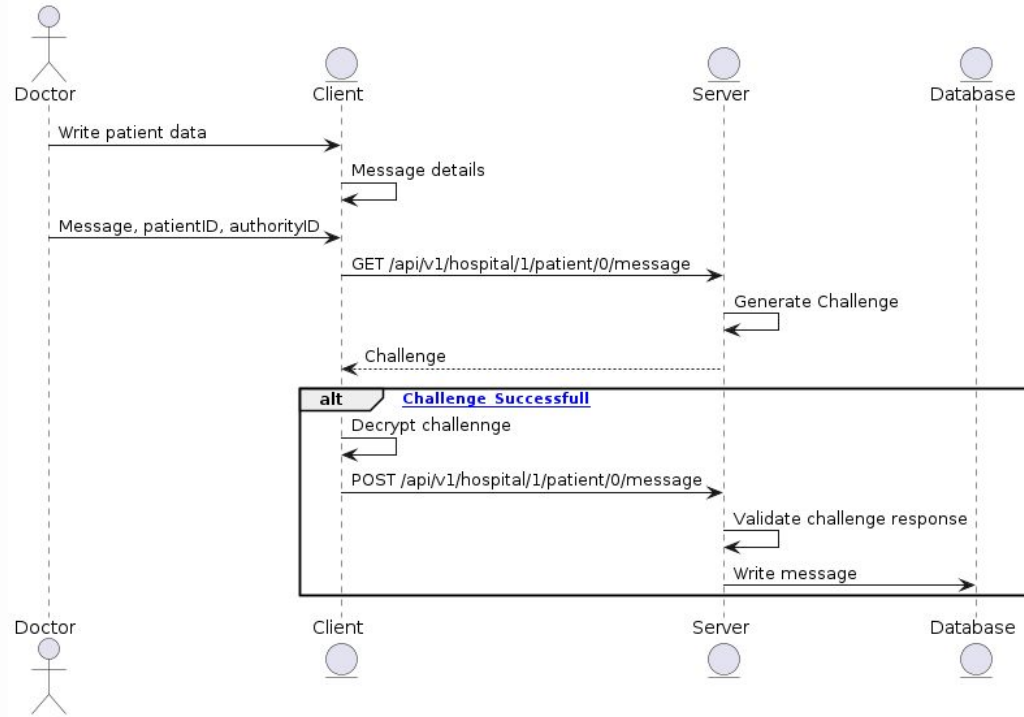 Doctor
Client
Server
Database
Write patient data
Message details
Message, patientID, authorityID
GET /api/v1/hospital/1/patient/0/message
Generate Challenge
Challenge
alt
Challenge Successfull
Decrypt challennge
POST /api/v1/hospital/1/patient/0/message
Validate challenge response
Write message
Doctor
Client
Server
Database